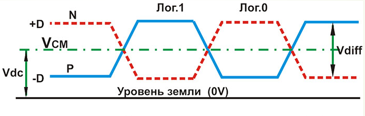 Лог.1 Лог.0
+D N
VCM
Vdc Vdiff
-D P
Уровень земли (0V)